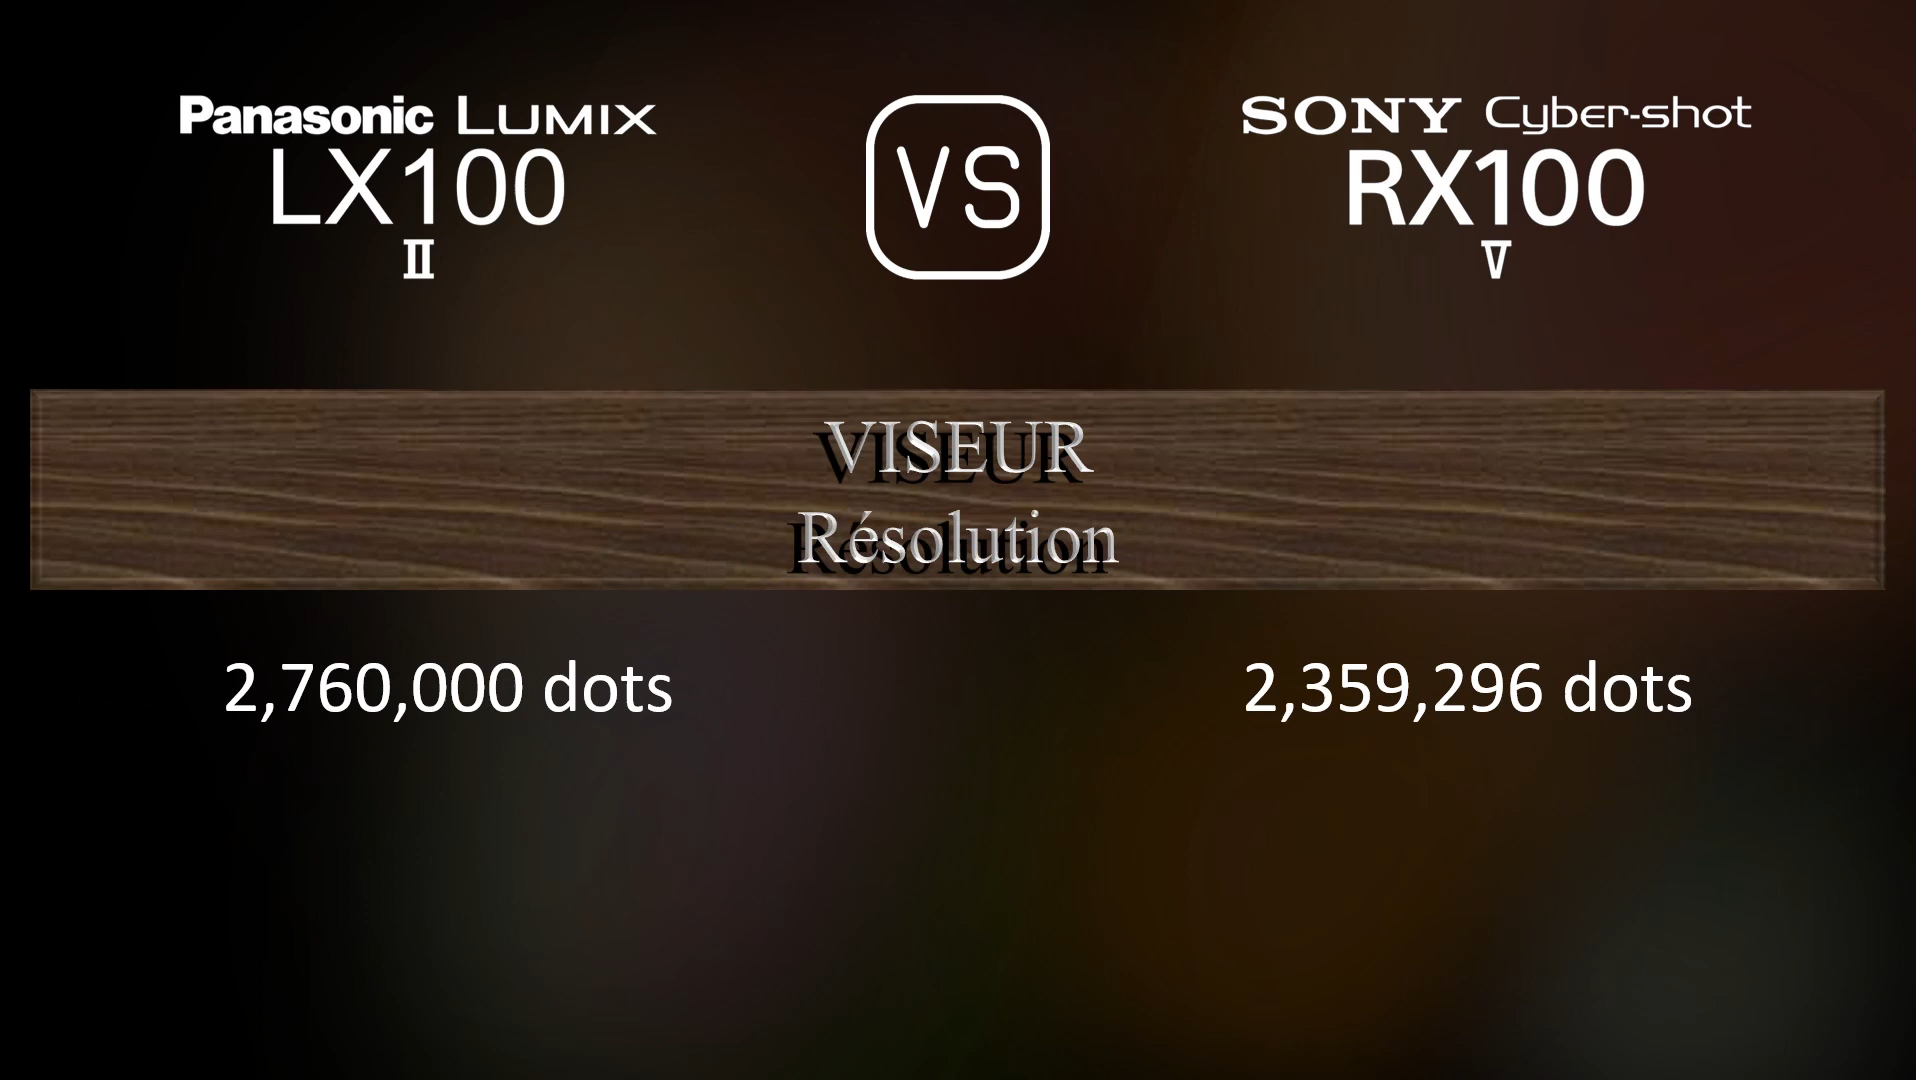 Panasonic LUMIX
LX100
II
VS
SONY Cyber-shot
RX100
V
VISEUR
Résolution
2,760,000 dots
2,359,296 dots